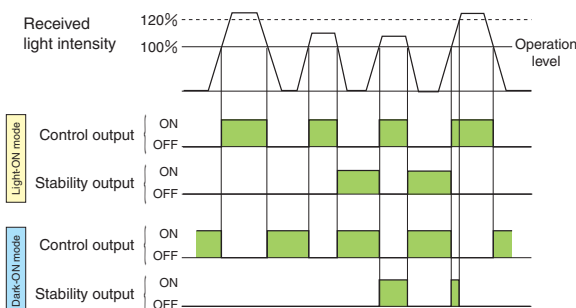 Received
light intensity
120%
100%
Operation
level
Light-ON mode
Control output
ON
OFF
Stability output
ON
OFF
Dark-ON mode
Control output
ON
OFF
Stability output
ON
OFF